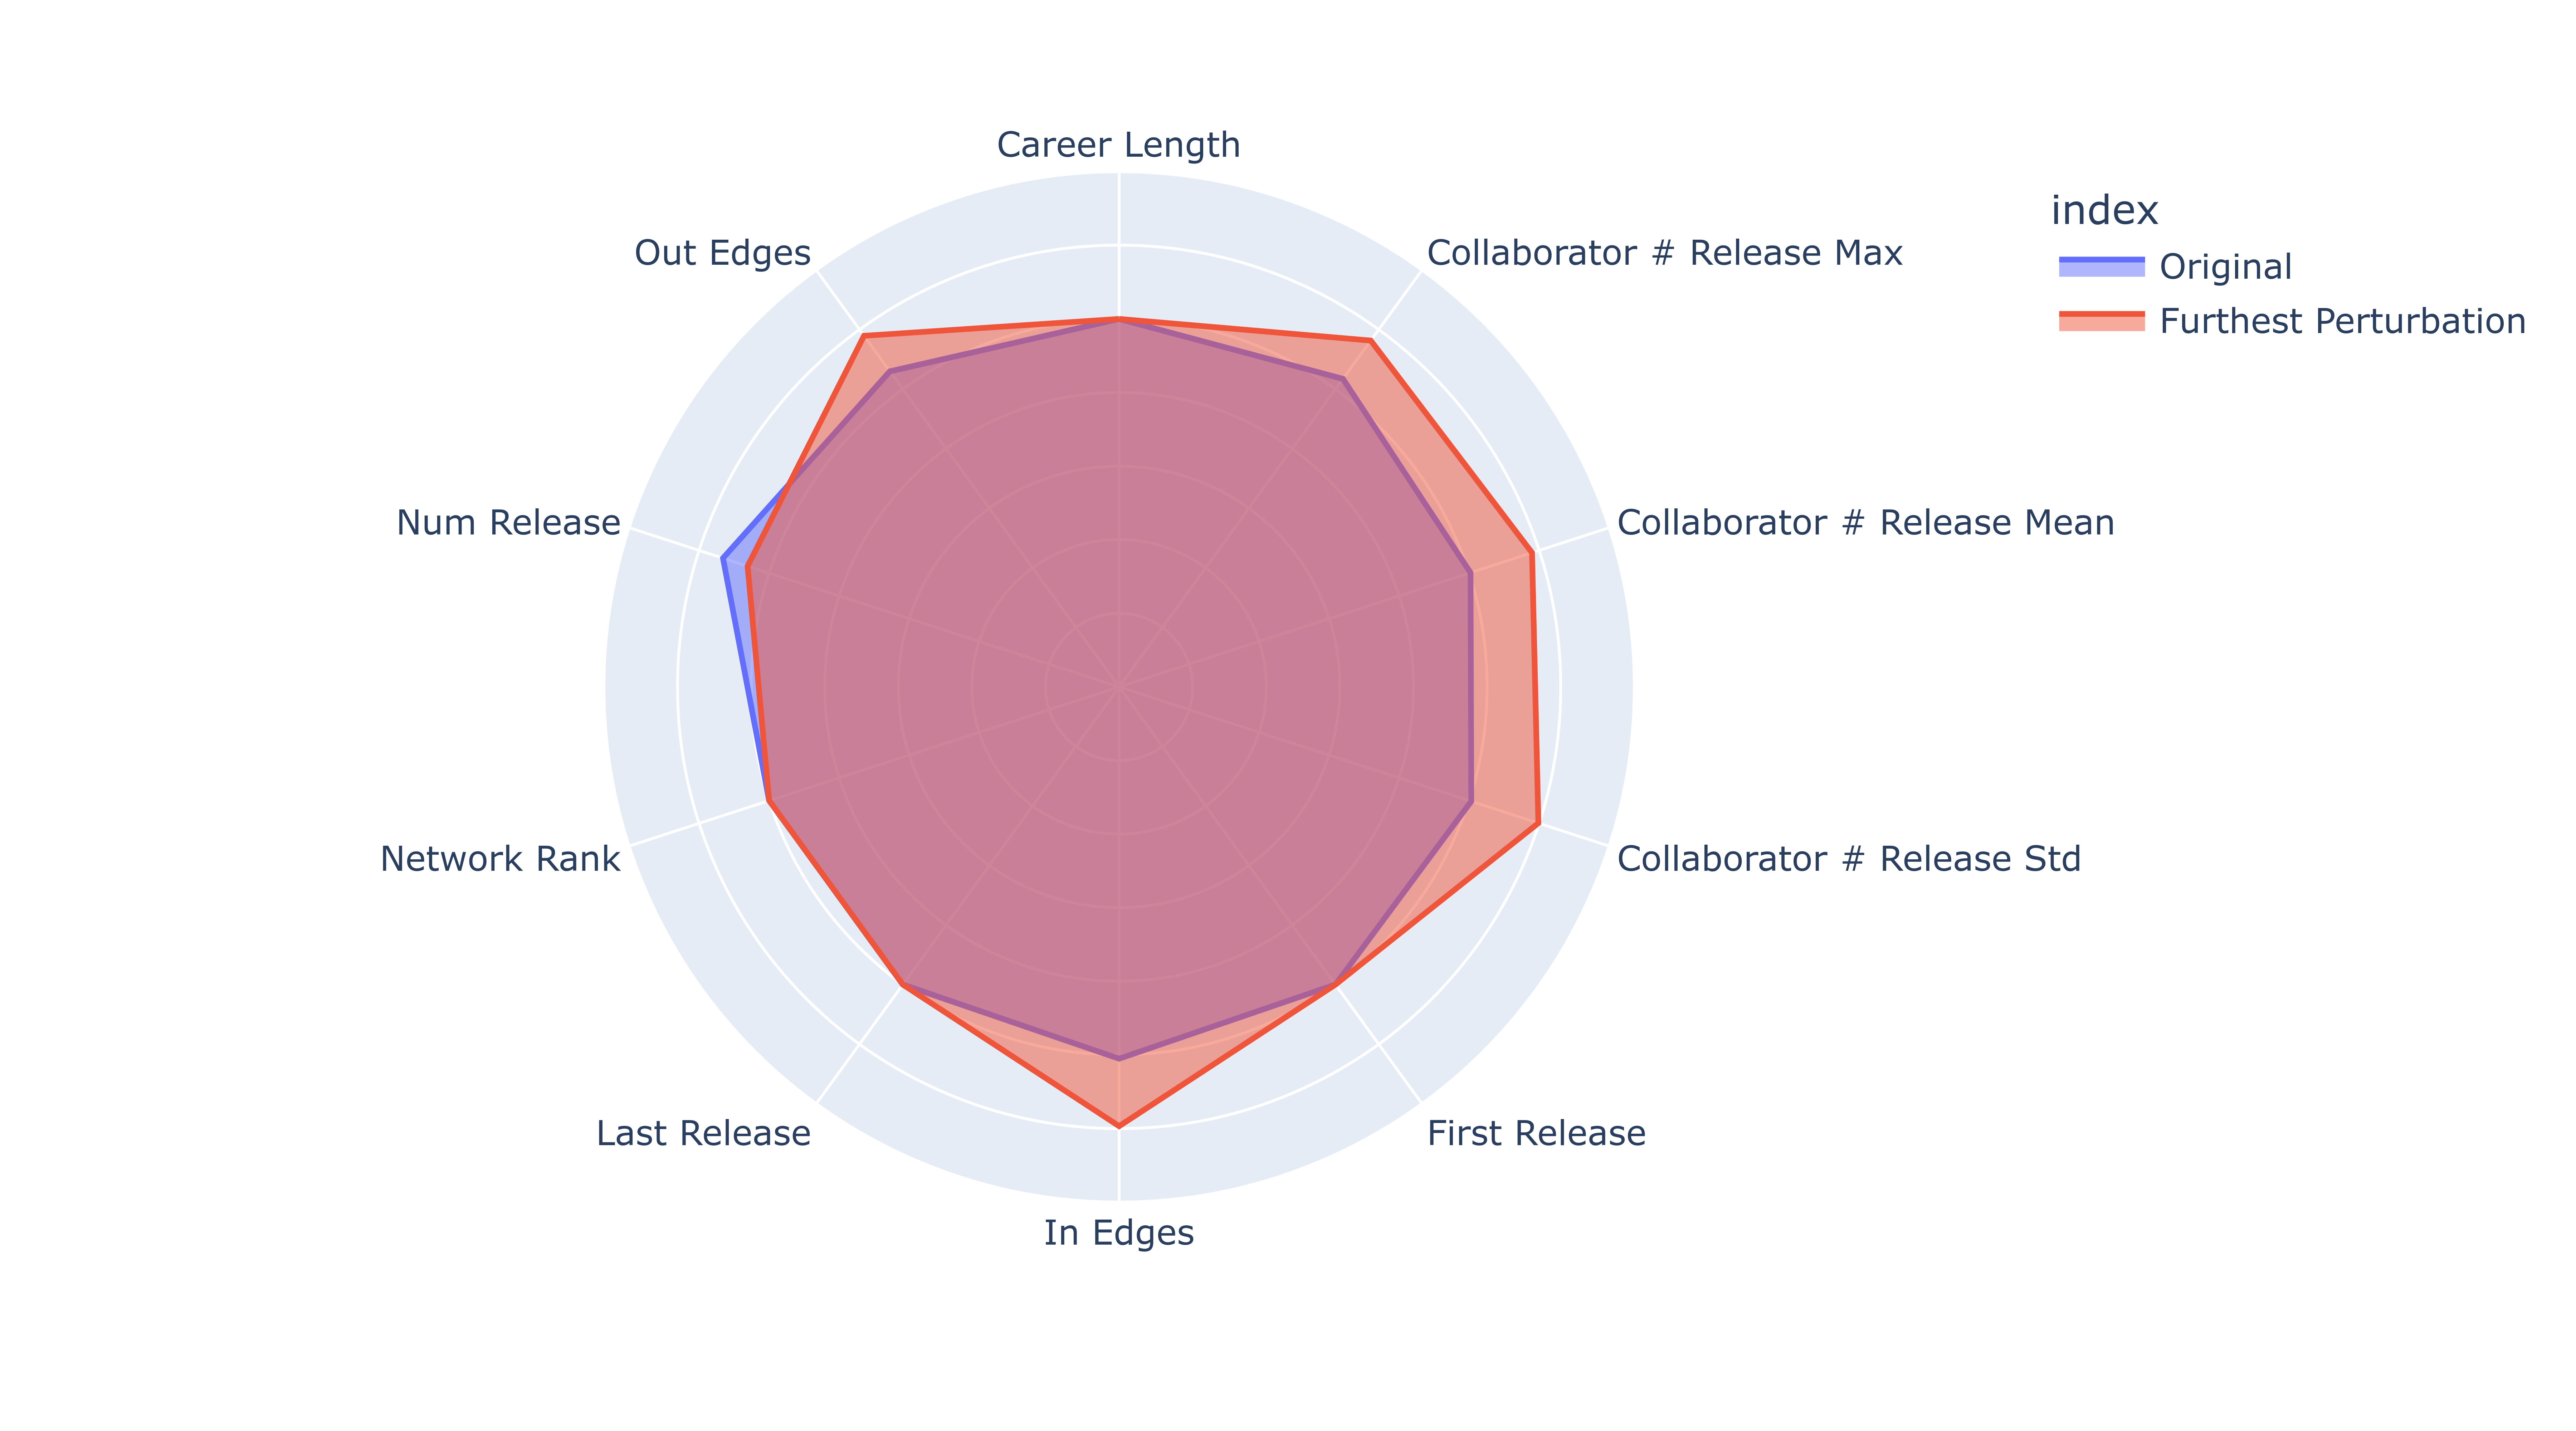 Career Length
Out Edges
Collaborator # Release Max
index
Original
Furthest Perturbation
Num Release
Collaborator # Release Mean
Network Rank
Collaborator # Release Std
Last Release
First Release
In Edges